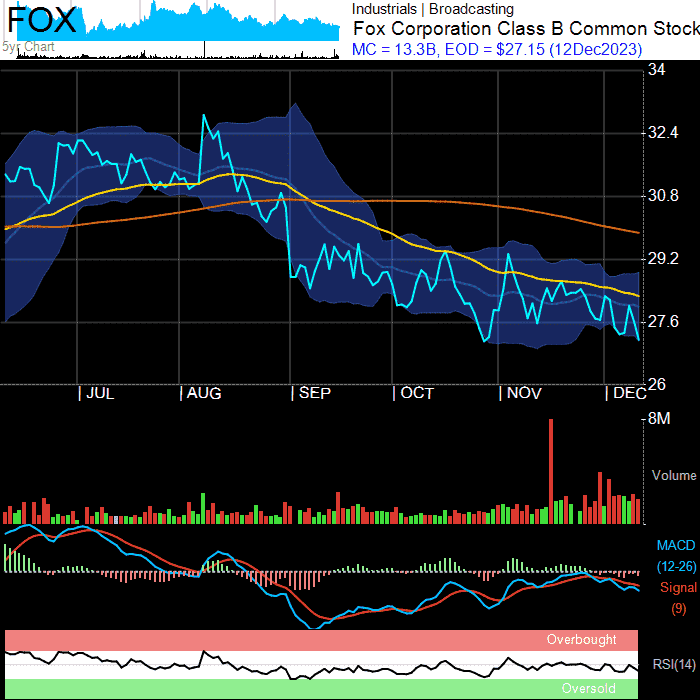 FOX
5yr Chart
Industrials | Broadcasting
Fox Corporation Class B Common Stock
MC = 13.3B, EOD = $27.15 (12Dec2023)
34
32.4
30.8
29.2
27.6
26
JUL
AUG
SEP
OCT
NOV
DEC
8M
Volume
MACD
(12-26)
Signal
(9)
Overbought
RSI(14)
Oversold